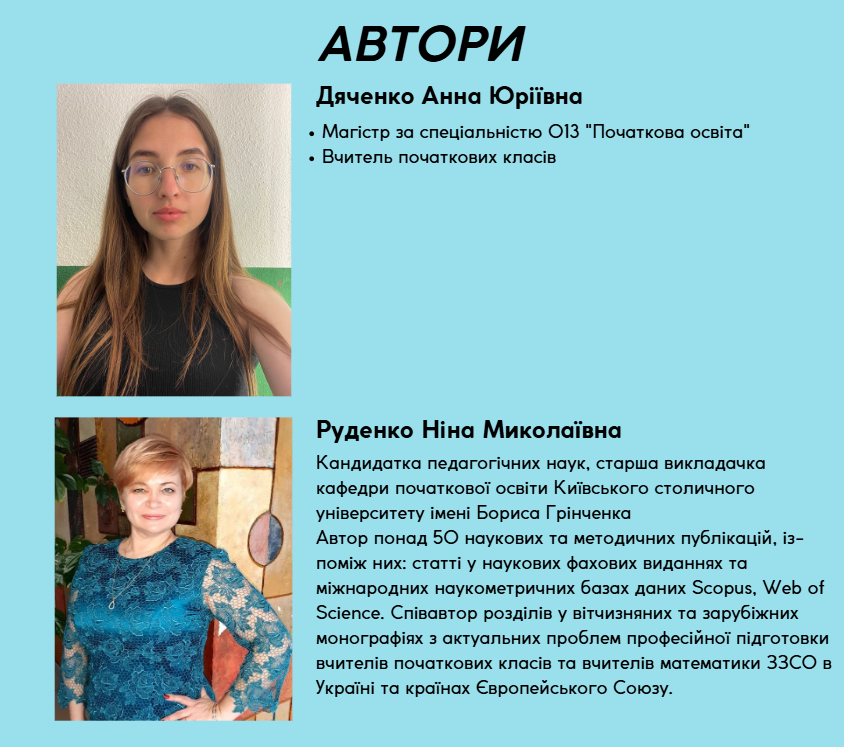 АВТОРИ
Дяченко Анна Юріївна
• Магістр за спеціальністю 013 "Початкова освіта"
• Вчитель початкових класів
Руденко Ніна Миколаївна
Кандидатка педагогічних наук, старша викладачка
кафедри початкової освіти Київського столичного
університету імені Бориса Грінченка
Автор понад 50 наукових та методичних публікацій, із-
поміж них: статті у наукових фахових виданнях та
міжнародних наукометричних базах даних Scopus, Web of
Science. Співавтор розділів у вітчизняних та зарубіжних
монографіях з актуальних проблем професійної підготовки
вчителів початкових класів та вчителів математики ЗЗСО в
Україні та країнах Європейського Союзу.